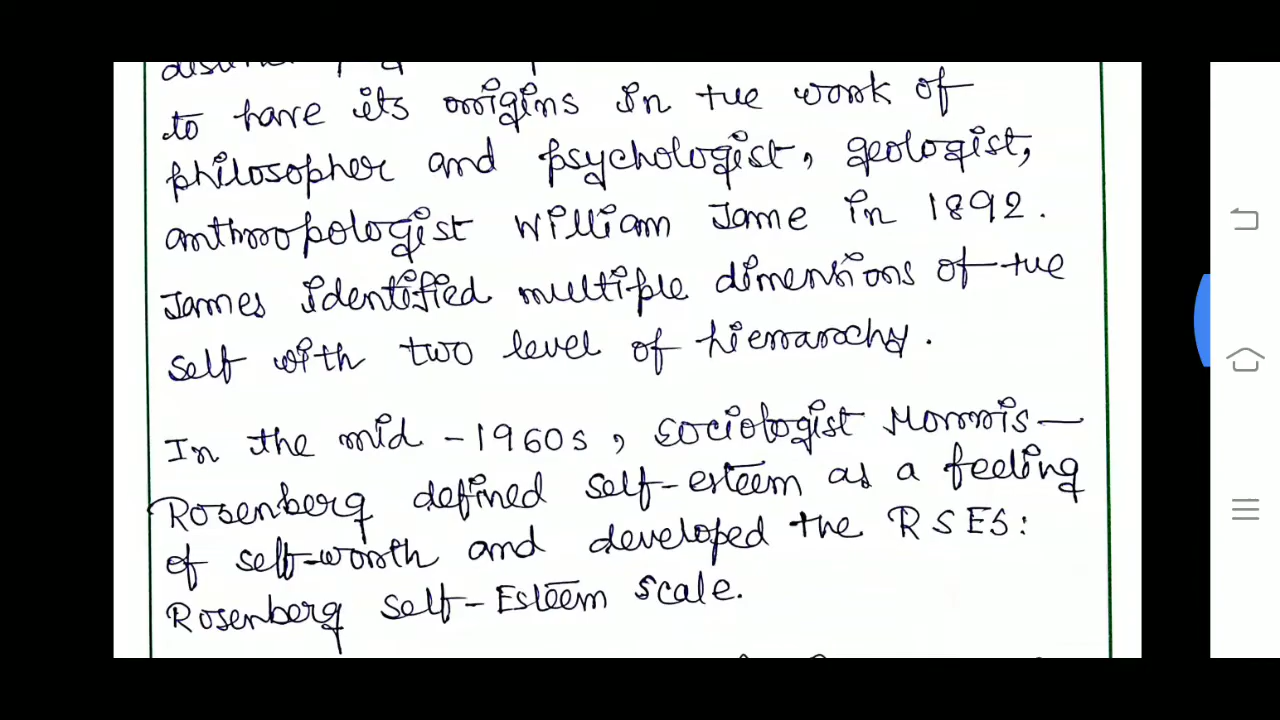 to have its origins in the work of
philosopher and psychologist, geologist,
anthropologist William Jame in 1892.
James identified multiple dimensions of the
self with two level of hierarachy.
In the mid - 1960s, sociologist Morris-
Rosenberg defined self-esteem as a feeling
of self-worth and developed the RSES:
Rosenberg Self-Esteem scale.